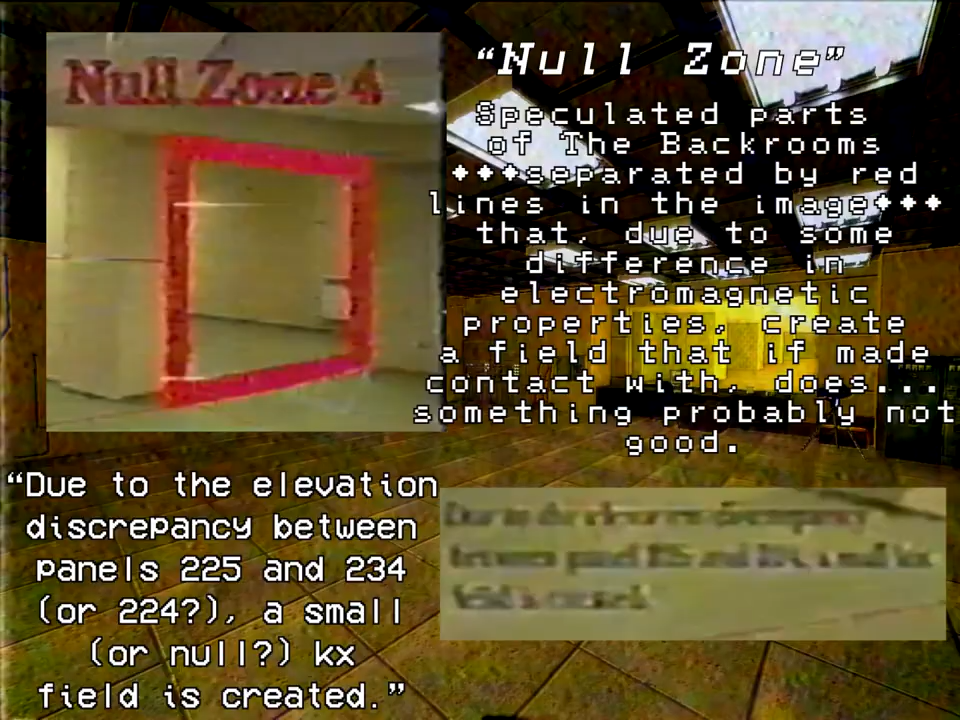 Null Zone 4
“Null Zone”
Speculated parts
of The Backrooms
♦♦♦separated by red
lines in the image♦♦♦
that, due to some
difference in
electromagnetic
properties, create
a field that if made
contact with, does...
something probably not
good.
“Due to the elevation
discrepancy between
panels 225 and 234
(or 224?), a small
(or null?) kx
field is created.”